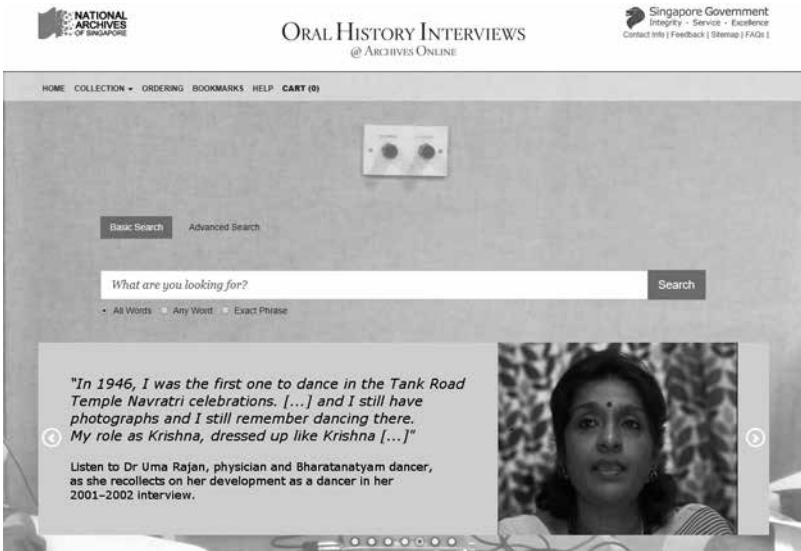 NATIONAL
ARCHIVES
OF SINGAPORE
ORAL HISTORY INTERVIEWS
@ ARCHIVES ONLINE
Singapore Government
Integrity · Service · Excellence
Contact Info | Feedback | Sitemap | FAQs |
HOME COLLECTION ORDERING BOOKMARKS HELP CART (0)
Basic Search Advanced Search
What are you looking for? Search
All Words Any Word Exact Phrase
"In 1946, I was the first one to dance in the Tank Road
Temple Navratri celebrations. [...] and I still have
photographs and I still remember dancing there.
My role as Krishna, dressed up like Krishna [...]"
Listen to Dr Uma Rajan, physician and Bharatanatyam dancer,
as she recollects on her development as a dancer in her
2001–2002 interview.